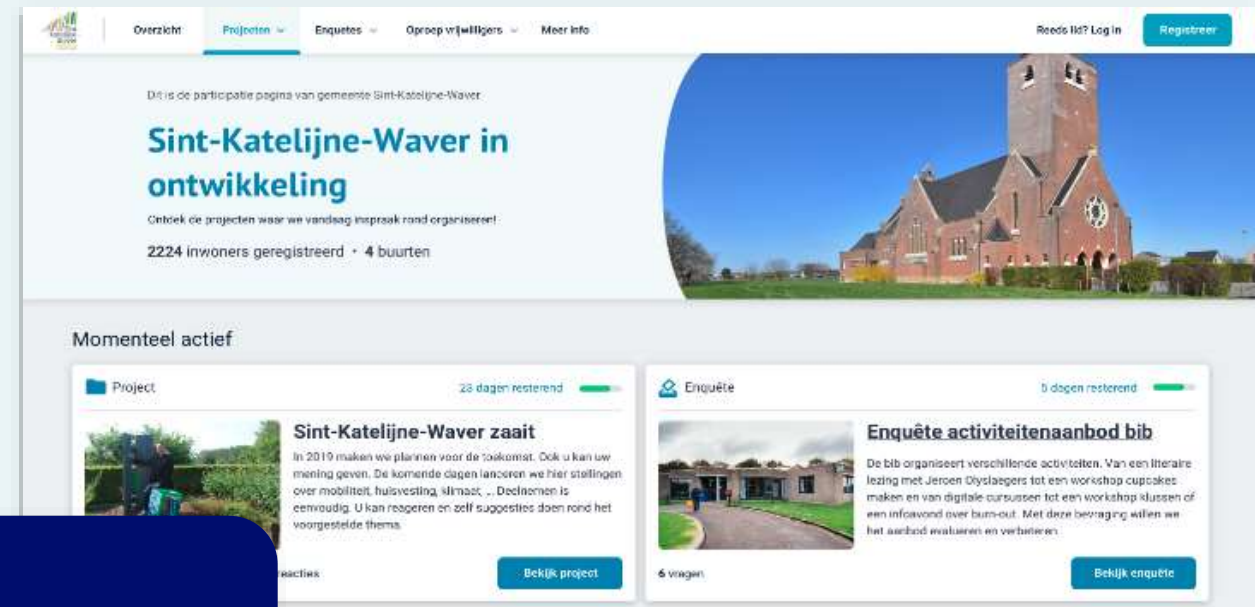 Overzicht
Projecten
Enquetes
Oproep vrijwilligers
Meer info
Reeds lid? Log in
Registreer
Dit is de participatie pagina van gemeente Sint-Katelijne-Waver
Sint-Katelijne-Waver in
ontwikkeling
Ontdek de projecten waar we vandaag inspraak rond organiseren!
2224 inwoners geregistreerd • 4 buurten
Momenteel actief
Project
23 dagen resterend
Sint-Katelijne-Waver zaait
In 2019 maken we plannen voor de toekomst. Ook u kan uw
mening geven. De komende dagen lanceren we hier stellingen
over mobiliteit, huisvesting, klimaat, ... Deelnemen is
eenvoudig. U kan reageren en zelf suggesties doen rond het
voorgestelde thema.
reacties
Bekijk project
Enquête
5 dagen resterend
Enquête activiteitenaanbod bib
De bib organiseert verschillende activiteiten. Van een literaire
lezing met Jeroen Olyslaegers tot een workshop cupcakes
maken en van digitale cursussen tot een workshop klussen of
een infoavond over burn-out. Met deze bevraging willen we
het aanbod evalueren en verbeteren.
6 vragen
Bekijk enquête